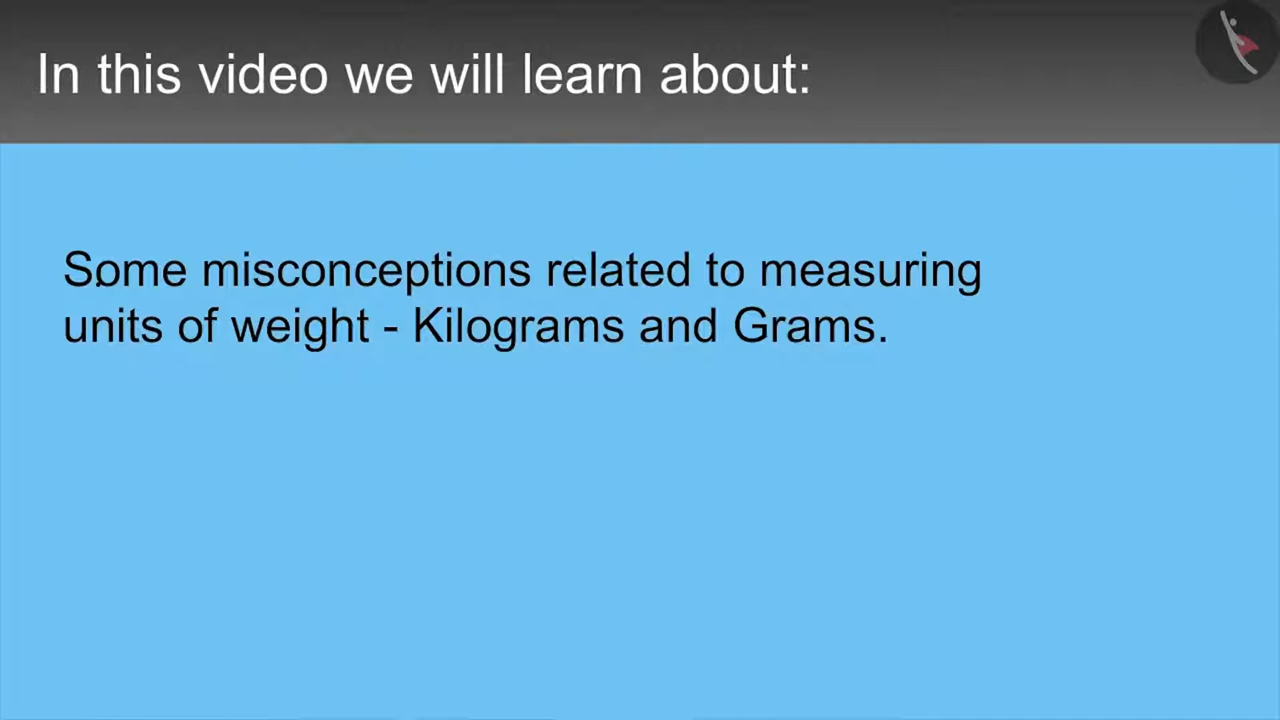 In this video we will learn about:
Some misconceptions related to measuring
units of weight - Kilograms and Grams.